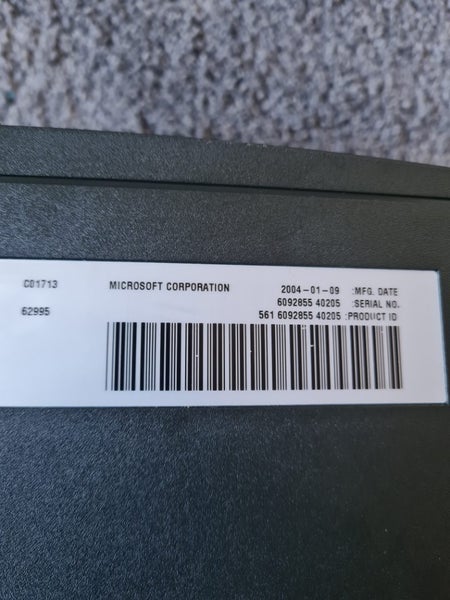 C01713
62995
MICROSOFT CORPORATION
2004-01-09 :MFG. DATE
6092855 40205 :SERIAL NO.
561 6092855 40205 :PRODUCT ID